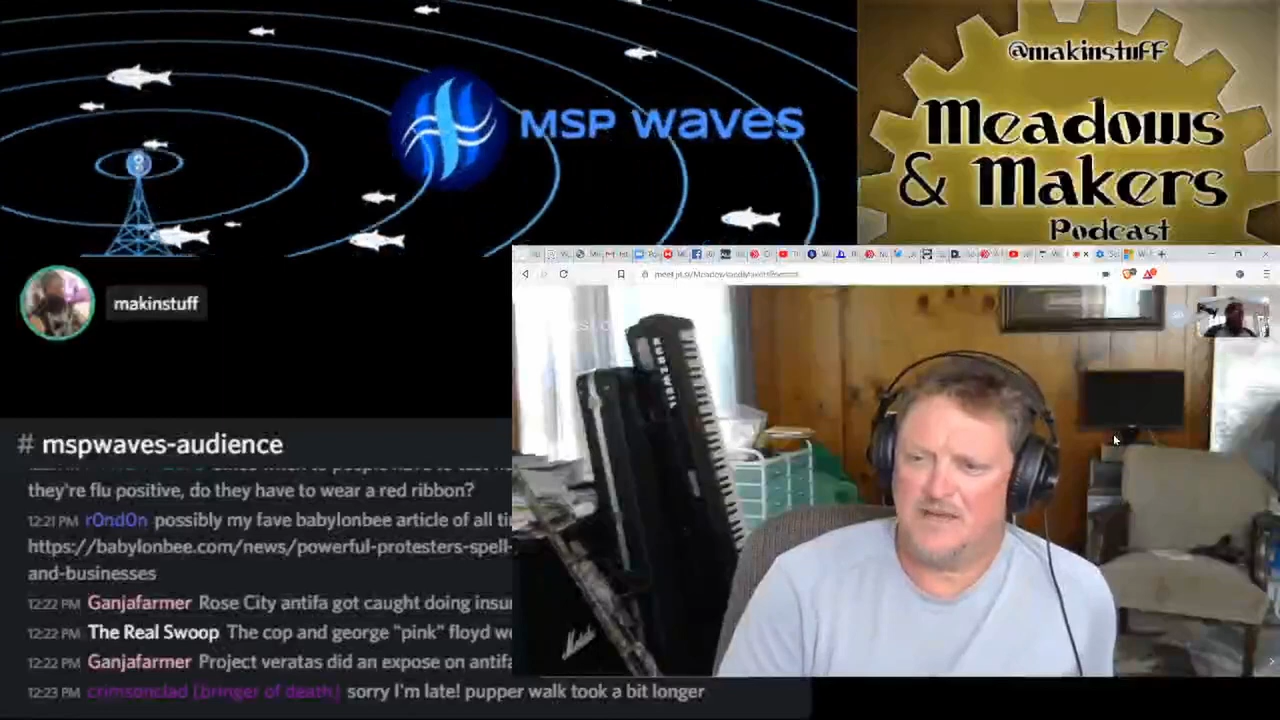 @makinstuff
Meadows
& Makers
Podcast
MSP waves
makinstuff
# mspwaves-audience
they're flu positive, do they have to wear a red ribbon?
12:21 PM r0nd0n possibly my fave babylonbee article of all ti
https://babylonbee.com/news/powerful-protesters-spell-
and-businesses
12:22 PM Ganjafarmer Rose City antifa got caught doing insu
12:22 PM The Real Swoop The cop and george "pink" floyd w
12:22 PM Ganjafarmer Project veratas did an expose on antifa
12:23 PM crimsonclad [bringer of death] sorry I'm late! pupper walk took a bit longer
KURZWEIL